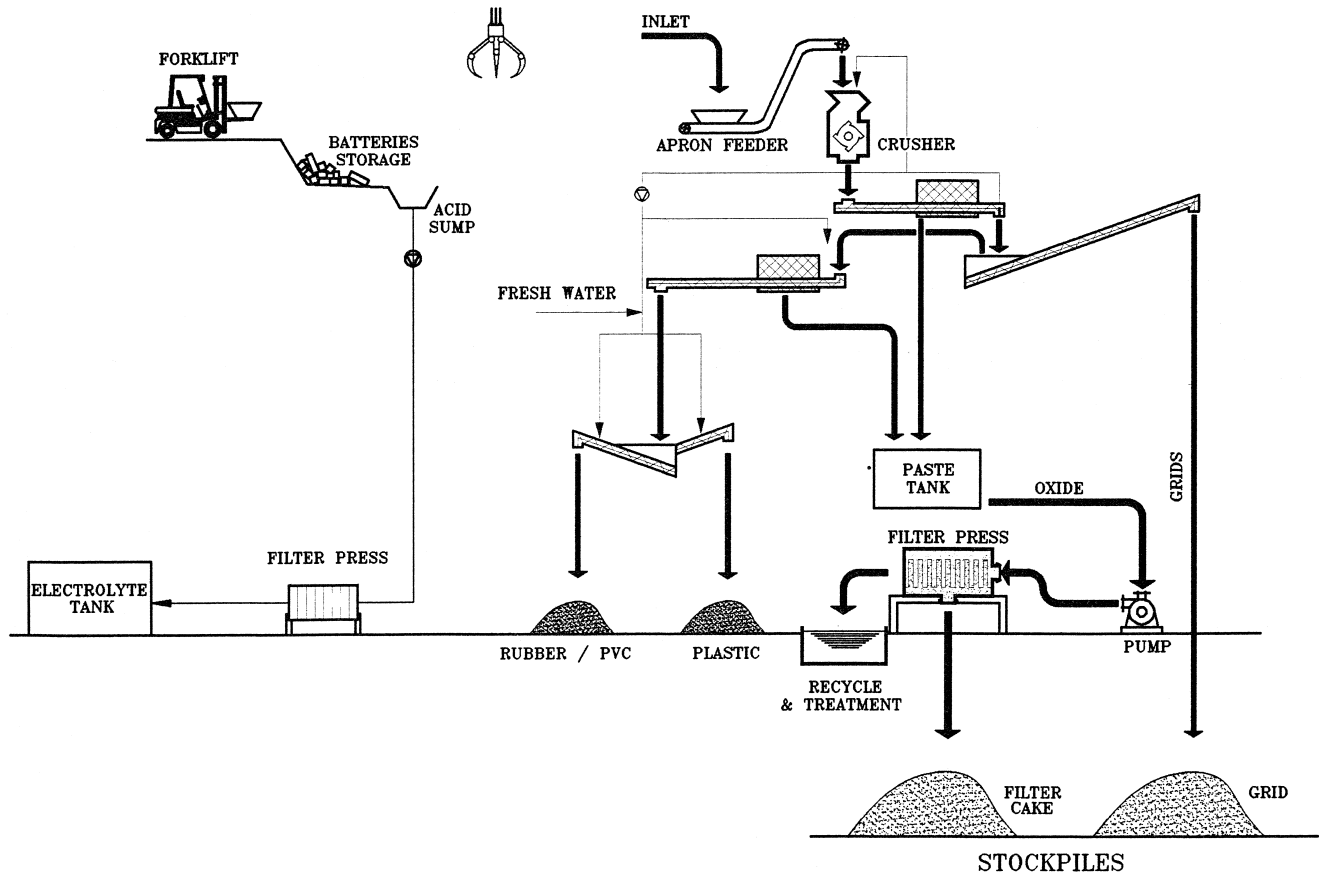 INLET
FORKLIFT
APRON FEEDER
CRUSHER
BATTERIES
STORAGE
ACID
SUMP
FRESH WATER
PASTE
TANK
OXIDE
GRIDS
FILTER PRESS
FILTER PRESS
ELECTROLYTE
TANK
RUBBER / PVC
PLASTIC
PUMP
RECYCLE
& TREATMENT
FILTER
CAKE
GRID
STOCKPILES